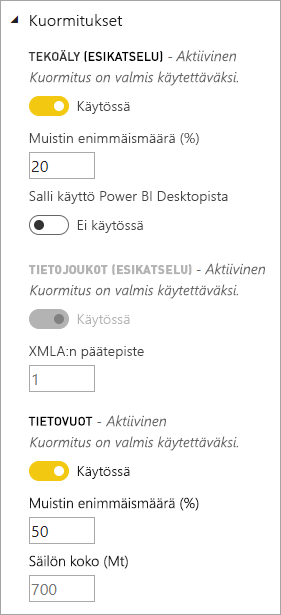 Kuormitukset
TEKOÄLY (ESIKATSELU) - Aktiivinen
Kuormitus on valmis käytettäväksi.
Käytössä
Muistin enimmäismäärä (%)
20
Salli käyttö Power BI Desktopista
Ei käytössä
TIETOJOUKOT (ESIKATSELU) - Aktiivinen
Kuormitus on valmis käytettäväksi.
Käytössä
XMLA:n päätepiste
1
TIETOVUOT - Aktiivinen
Kuormitus on valmis käytettäväksi.
Käytössä
Muistin enimmäismäärä (%)
50
Säilön koko (Mt)
700